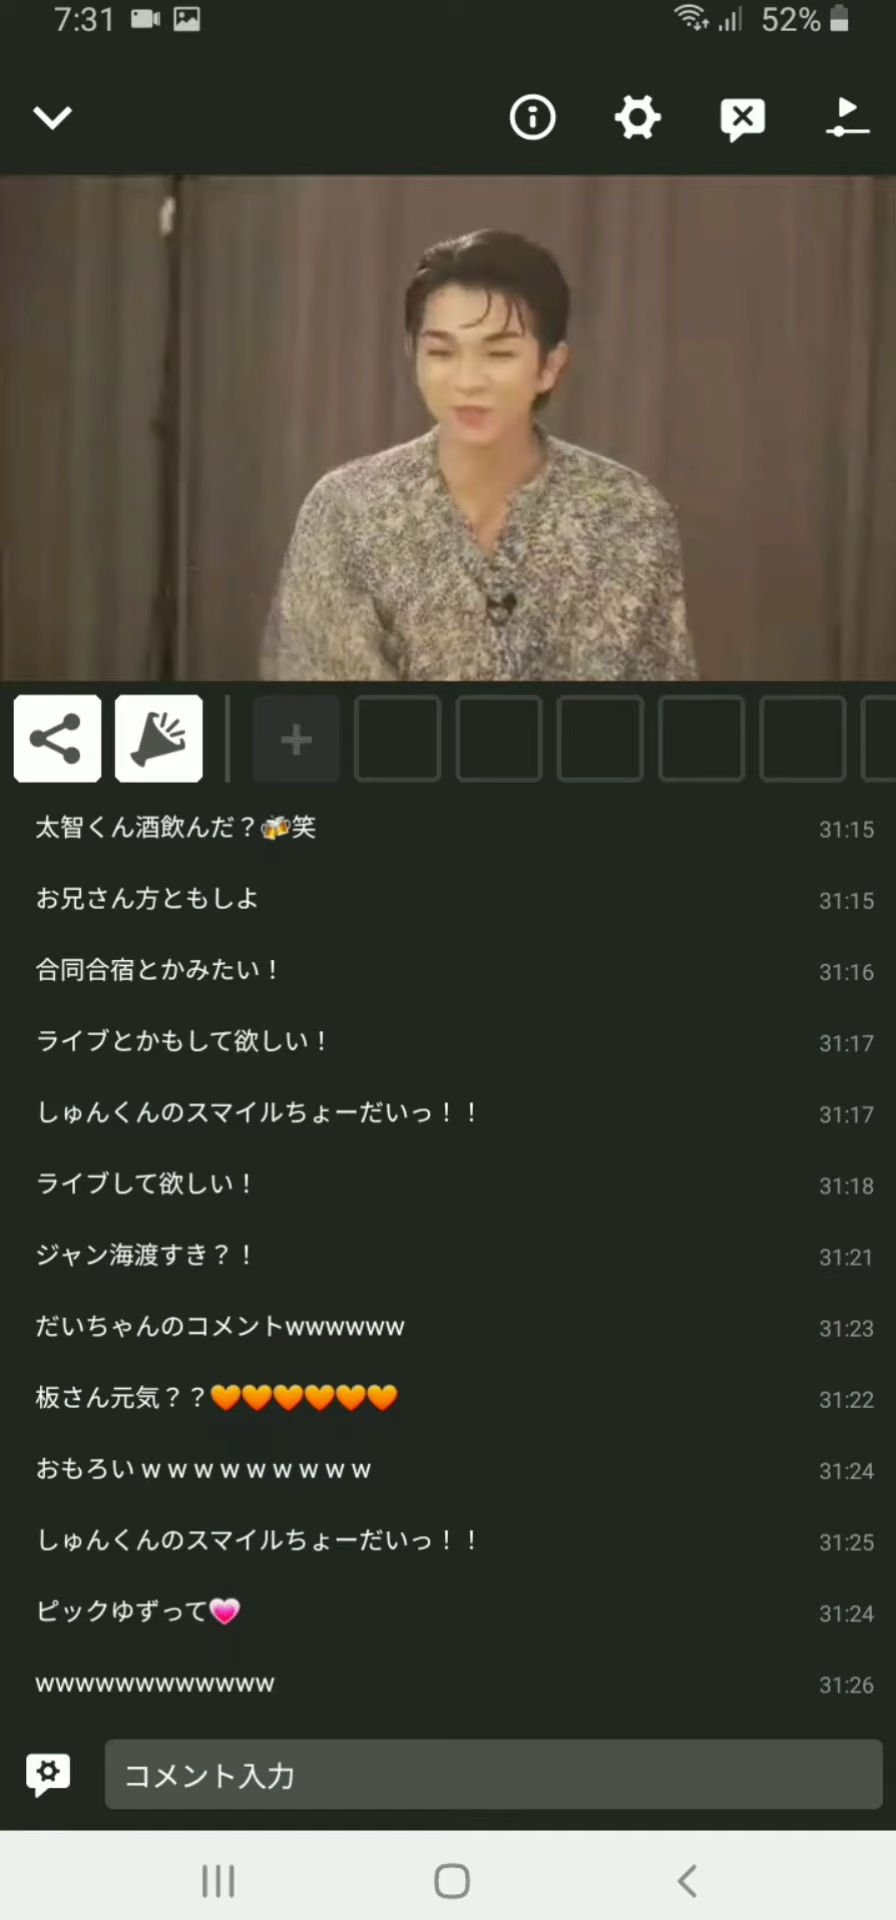 7:31 52%
太智くん酒飲んだ？🍻笑 31:15
お兄さん方ともしよ 31:15
合同合宿とかみたい！ 31:16
ライブとかもして欲しい！ 31:17
しゅんくんのスマイルちょーだいっ！！ 31:17
ライブして欲しい！ 31:18
ジャン海渡すき？！ 31:21
だいちゃんのコメントwwwwww 31:23
板さん元気？？🧡🧡🧡🧡🧡🧡 31:22
おもろいｗｗｗｗｗｗｗｗｗ 31:24
しゅんくんのスマイルちょーだいっ！！ 31:25
ピックゆずって💗 31:24
wwwwwwwwwwww 31:26
コメント入力